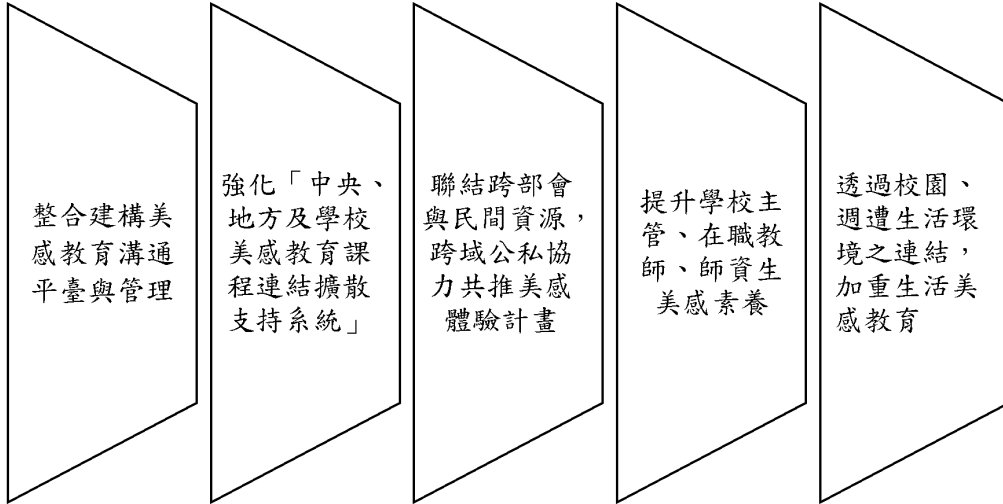 整合建構美
感教育溝通
平臺與管理
強化「中央、
地方及學校
美感教育課
程連結擴散
支持系統」
聯結跨部會
與民間資源，
跨域公私協
力共推美感
體驗計畫
提升學校主
管、在職教
師、師資生
美感素養
透過校園、
週遭生活環
境之連結，
加重生活美
感教育